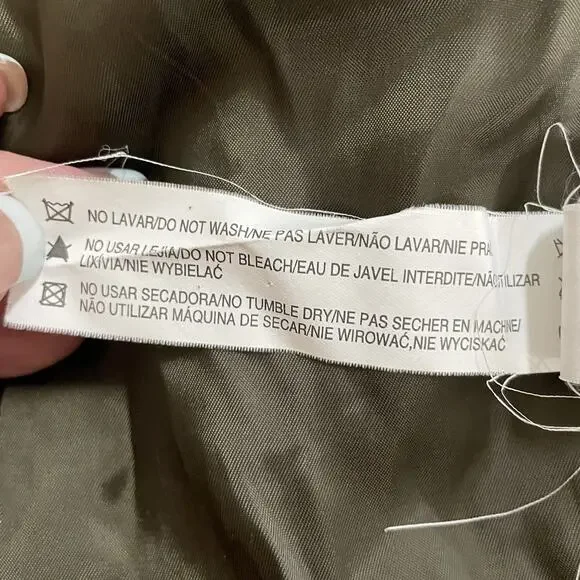 NO LAVAR/DO NOT WASH/NE PAS LAVER/NÃO LAVAR/NIE
NO USAR LEJÍA/DO NOT BLEACH/EAU DE JAVEL INTERDITE/NÃO UTILIZAR
LIXÍVIA/NIE WYBIELAĆ
NO USAR SECADORA/NO TUMBLE DRY/NE PAS SECHER EN MACHINE/
NÃO UTILIZAR MÁQUINA DE SECAR/NIE WIROWAĆ,NIE WYCISKAĆ